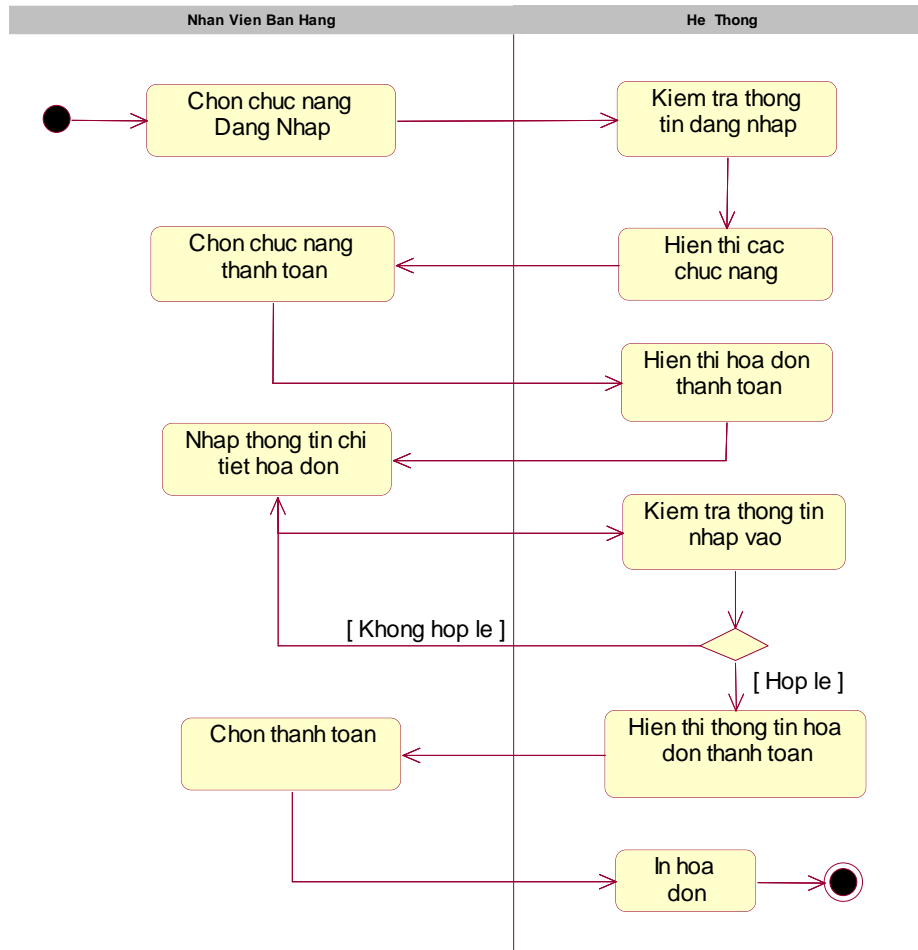 Nhan Vien Ban Hang
He Thong
Chon chuc nang
Dang Nhap
Kiem tra thong
tin dang nhap
Hien thi cac
chuc nang
Chon chuc nang
thanh toan
Hien thi hoa don
thanh toan
Nhap thong tin chi
tiet hoa don
Kiem tra thong tin
nhap vao
[ Khong hop le ]
[ Hop le ]
Hien thi thong tin hoa
don thanh toan
Chon thanh toan
In hoa
don